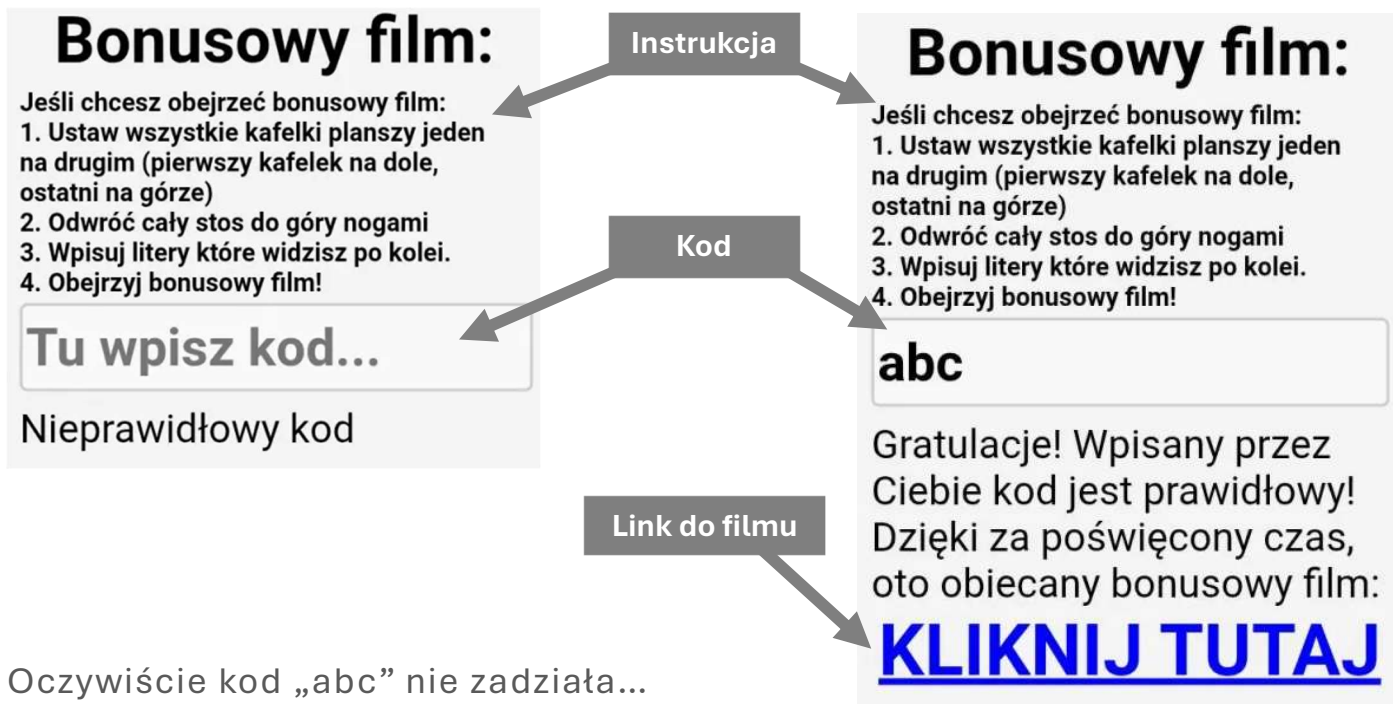 Bonusowy film:
Jeśli chcesz obejrzeć bonusowy film:
1. Ustaw wszystkie kafelki planszy jeden
na drugim (pierwszy kafelek na dole,
ostatni na górze)
2. Odwróć cały stos do góry nogami
3. Wpisuj litery które widzisz po kolei.
4. Obejrzyj bonusowy film!
Tu wpisz kod...
Nieprawidłowy kod
Instrukcja
Kod
Link do filmu
Bonusowy film:
Jeśli chcesz obejrzeć bonusowy film:
1. Ustaw wszystkie kafelki planszy jeden
na drugim (pierwszy kafelek na dole,
ostatni na górze)
2. Odwróć cały stos do góry nogami
3. Wpisuj litery które widzisz po kolei.
4. Obejrzyj bonusowy film!
abc
Gratulacje! Wpisany przez
Ciebie kod jest prawidłowy!
Dzięki za poświęcony czas,
oto obiecany bonusowy film:
KLIKNIJ TUTAJ
Oczywiście kod „abc” nie zadziała...